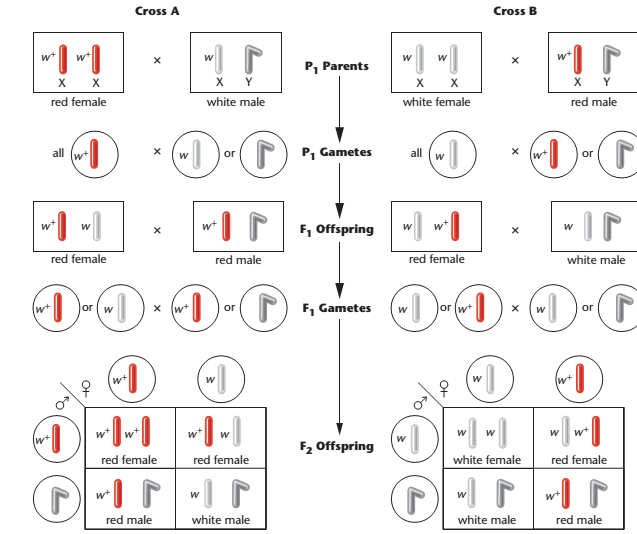 Cross A
Cross B
w+ w+ × w
X X X Y
red female white male
P1 Parents
w w × w+
X X X Y
white female red male
all w+ × w or
P1 Gametes
all w × w+ or
w+ w × w+
red female red male
F1 Offspring
w w+ × w
red female white male
w+ or w × w+ or
F1 Gametes
w or w+ × w or
♂ ♀ w+ w
w+ w+ w+ w+ w
red female red female
w+ w
red male white male
F2 Offspring
♂ ♀ w w+
w w w w w+
white female red female
w w+
white male red male